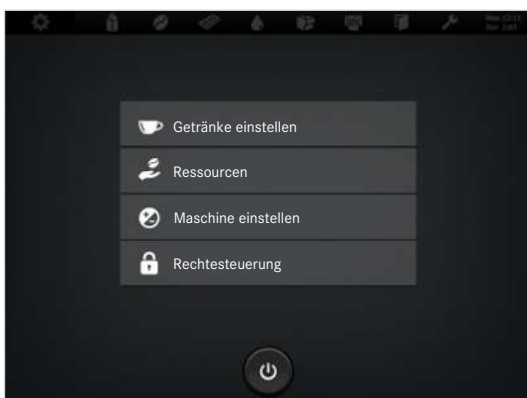 Getränke einstellen
Ressourcen
Maschine einstellen
Rechtesteuerung